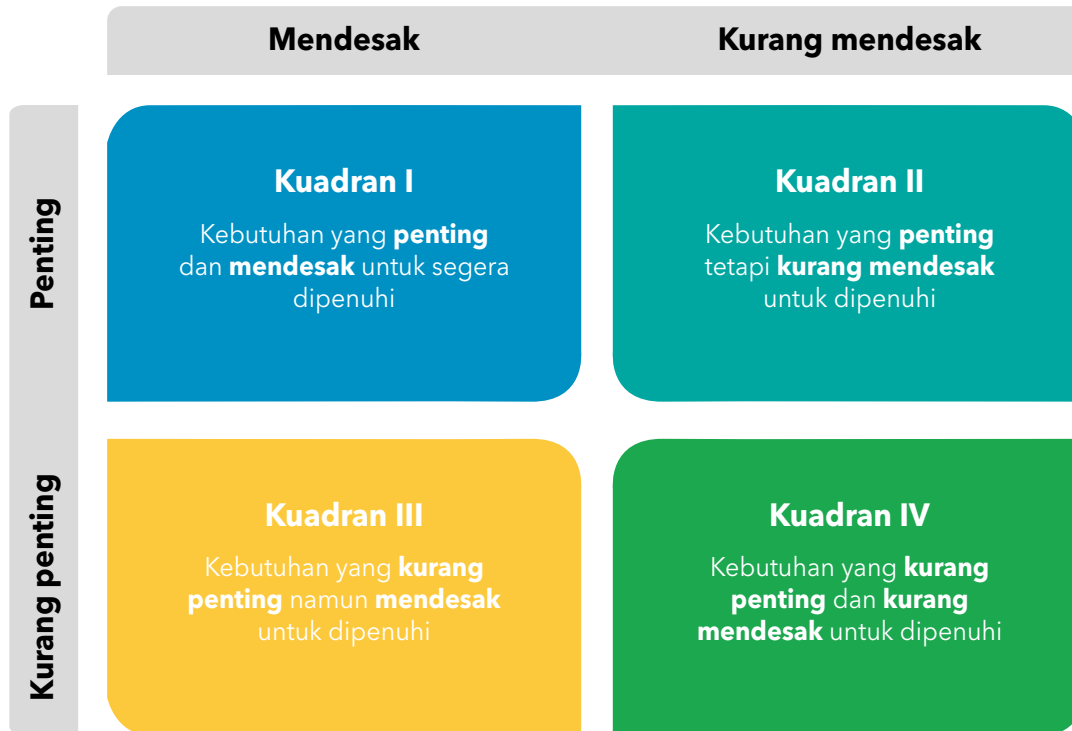 Mendesak
Kurang mendesak
Penting
Kuadran I
Kebutuhan yang penting
dan mendesak untuk segera
dipenuhi
Kuadran II
Kebutuhan yang penting
tetapi kurang mendesak
untuk dipenuhi
Kurang penting
Kuadran III
Kebutuhan yang kurang
penting namun mendesak
untuk dipenuhi
Kuadran IV
Kebutuhan yang kurang
penting dan kurang
mendesak untuk dipenuhi